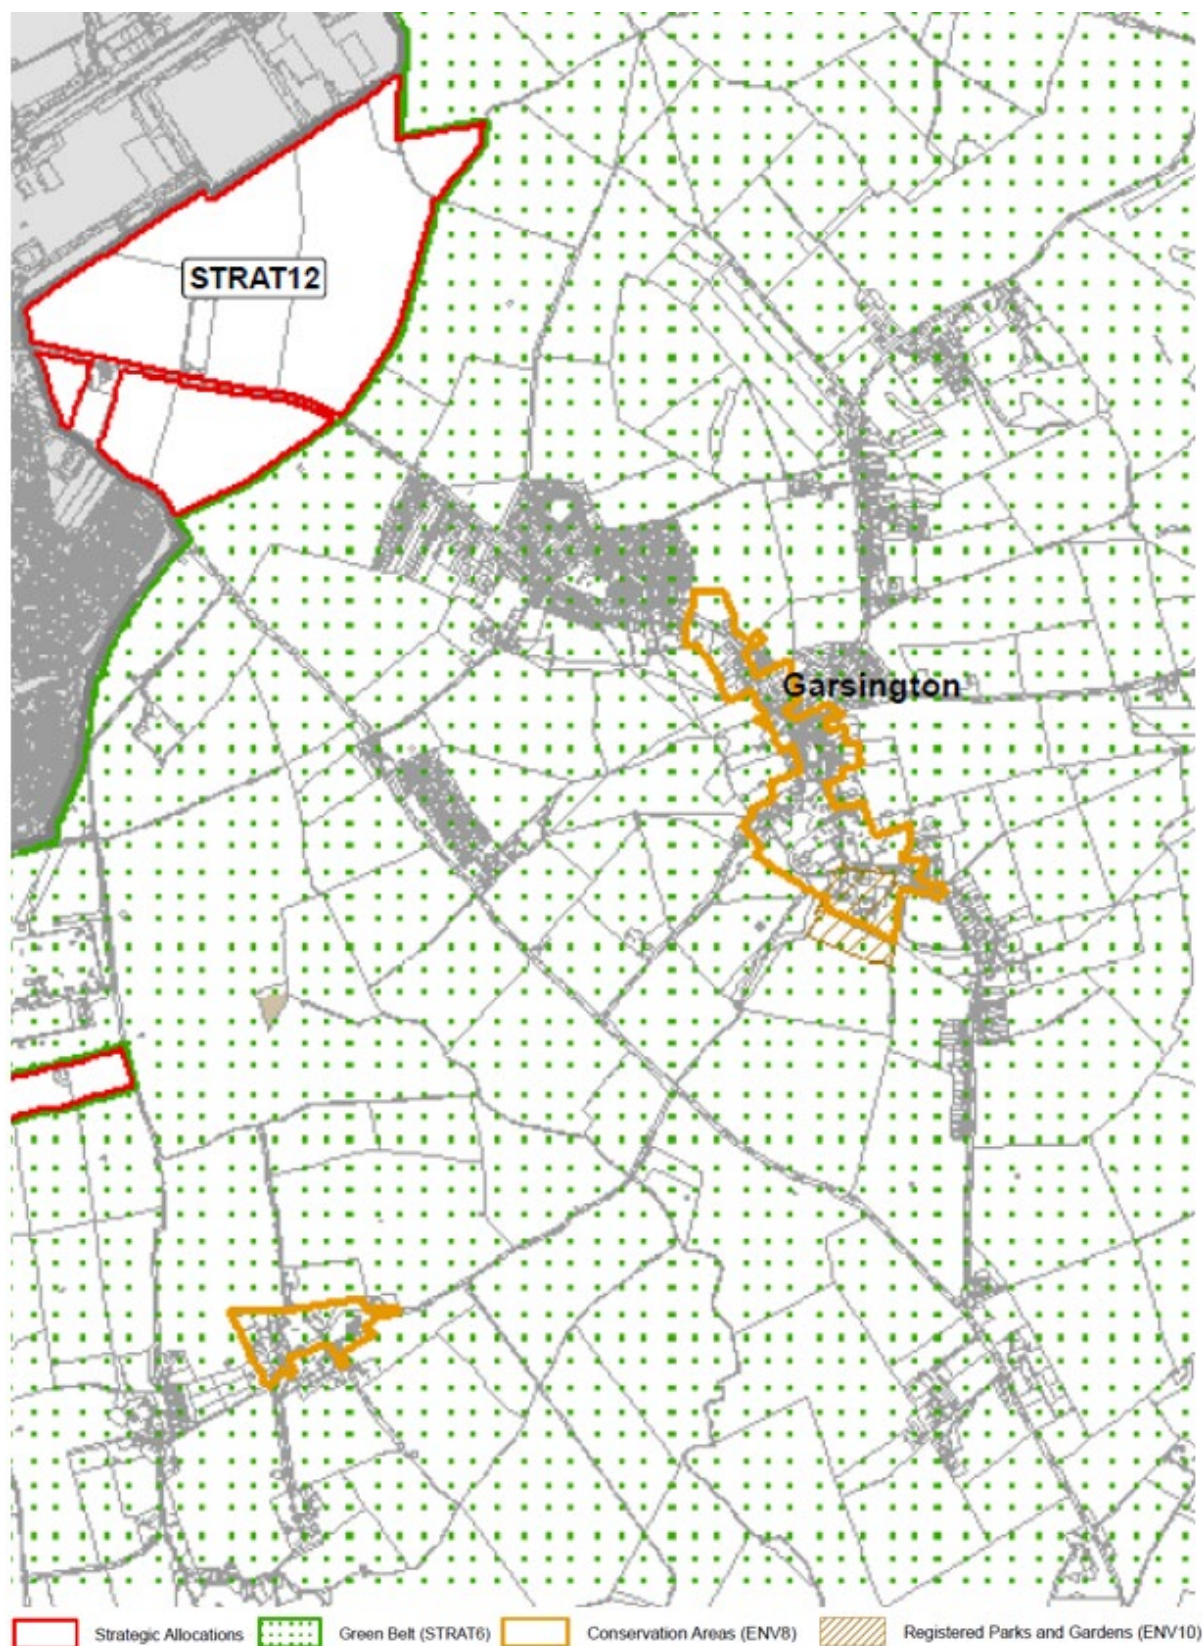 STRAT12
Garsington
Strategic Allocations
Green Belt (STRAT6)
Conservation Areas (ENV8)
Registered Parks and Gardens (ENV10)